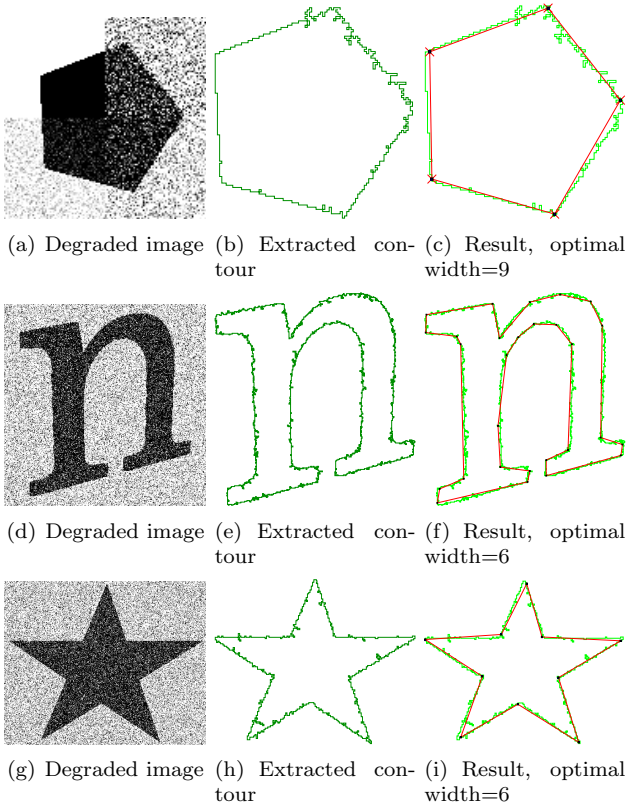 (a) Degraded image (b) Extracted con-
tour (c) Result, optimal
width=9
n
(d) Degraded image (e) Extracted con-
tour (f) Result, optimal
width=6
(g) Degraded image (h) Extracted con-
tour (i) Result, optimal
width=6